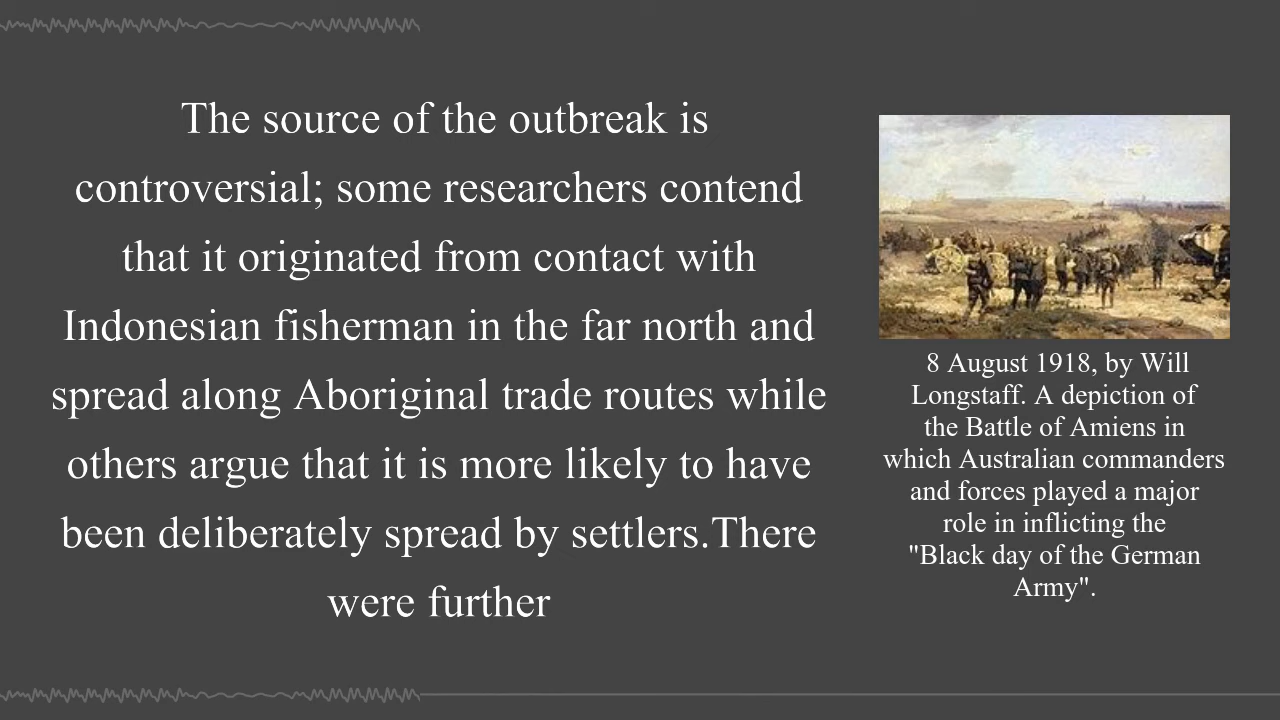 The source of the outbreak is
controversial; some researchers contend
that it originated from contact with
Indonesian fisherman in the far north and
spread along Aboriginal trade routes while
others argue that it is more likely to have
been deliberately spread by settlers.There
were further
8 August 1918, by Will
Longstaff. A depiction of
the Battle of Amiens in
which Australian commanders
and forces played a major
role in inflicting the
"Black day of the German
Army".